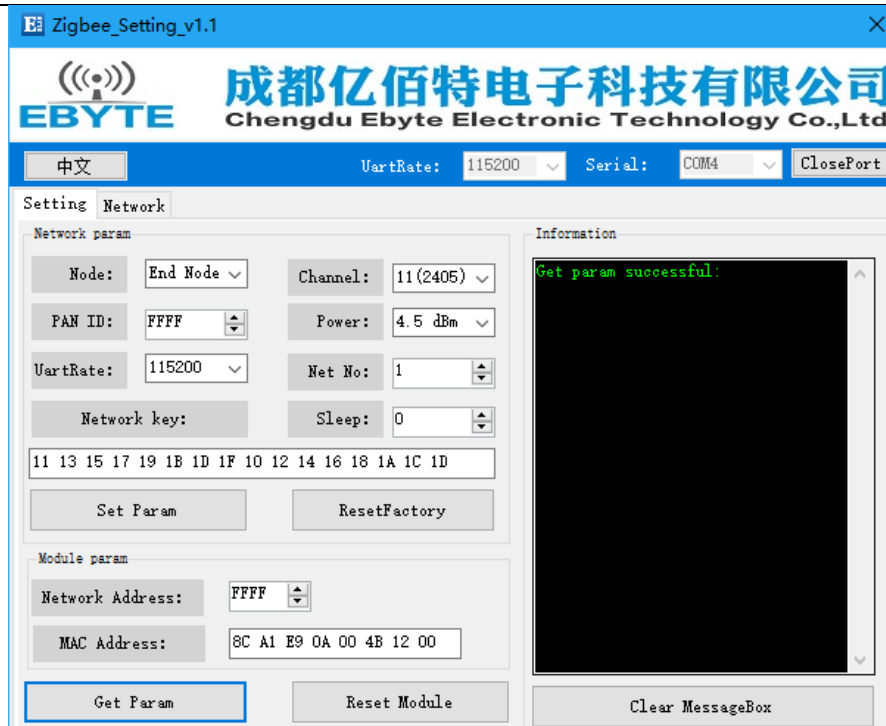 Zigbee_Setting_v1.1
EBYTE
成都亿佰特电子科技有限公司
Chengdu Ebyte Electronic Technology Co.,Ltd
中文 UartRate: 115200 Serial: COM4 ClosePort
Setting Network
Network param
Node: End Node Channel: 11(2405)
PAN ID: FFFF Power: 4.5 dBm
UartRate: 115200 Net No: 1
Network key: Sleep: 0
11 13 15 17 19 1B 1D 1F 10 12 14 16 18 1A 1C 1D
Set Param ResetFactory
Module param
Network Address: FFFF
MAC Address: 8C A1 E9 0A 00 4B 12 00
Get Param Reset Module
Information
Get param successful:
Clear MessageBox